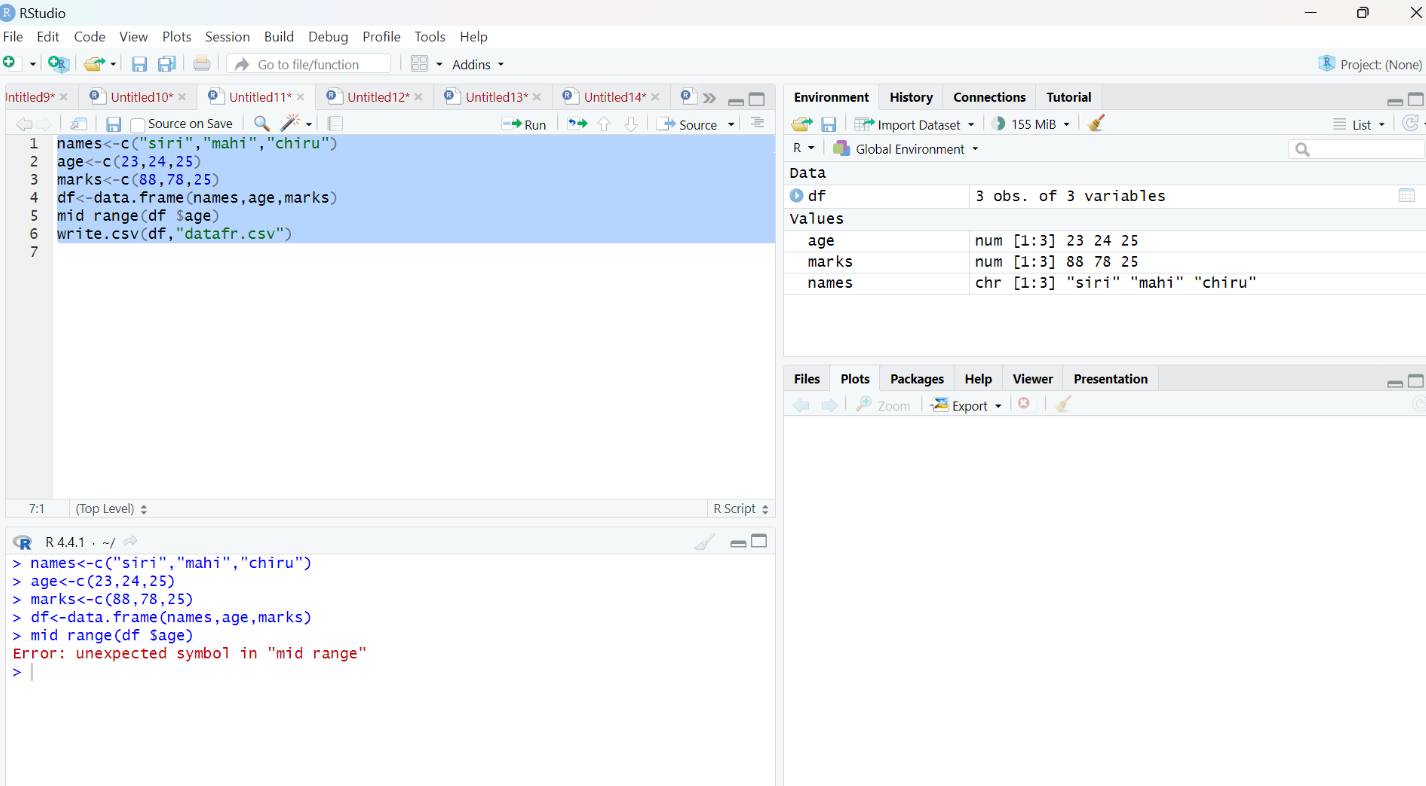 RStudio
File Edit Code View Plots Session Build Debug Profile Tools Help
Go to file/function Addins Project: (None)
ntitled9* Untitled10* Untitled11* Untitled12* Untitled13* Untitled14*
Source on Save Run Source
1 names<-c("siri","mahi","chiru")
2 age<-c(23,24,25)
3 marks<-c(88,78,25)
4 df<-data.frame(names,age,marks)
5 mid range(df $age)
6 write.csv(df,"datafr.csv")
7
7:1 (Top Level) R Script
R 4.4.1 · ~/
> names<-c("siri","mahi","chiru")
> age<-c(23,24,25)
> marks<-c(88,78,25)
> df<-data.frame(names,age,marks)
> mid range(df $age)
Error: unexpected symbol in "mid range"
>
Environment History Connections Tutorial
Import Dataset 155 MiB List
R Global Environment
Data
df 3 obs. of 3 variables
Values
age num [1:3] 23 24 25
marks num [1:3] 88 78 25
names chr [1:3] "siri" "mahi" "chiru"
Files Plots Packages Help Viewer Presentation
Zoom Export